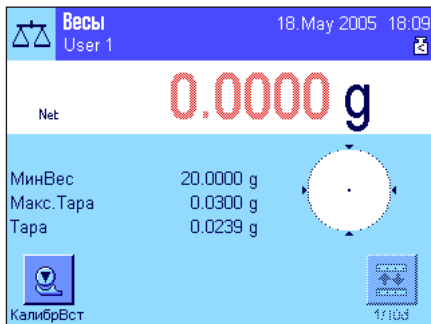 Весы 18.May 2005 18:09
User 1
Net 0.0000 g
МинВес 20.0000 g
Макс.Тара 0.0300 g
Тара 0.0239 g
КалибрВст 1/10d